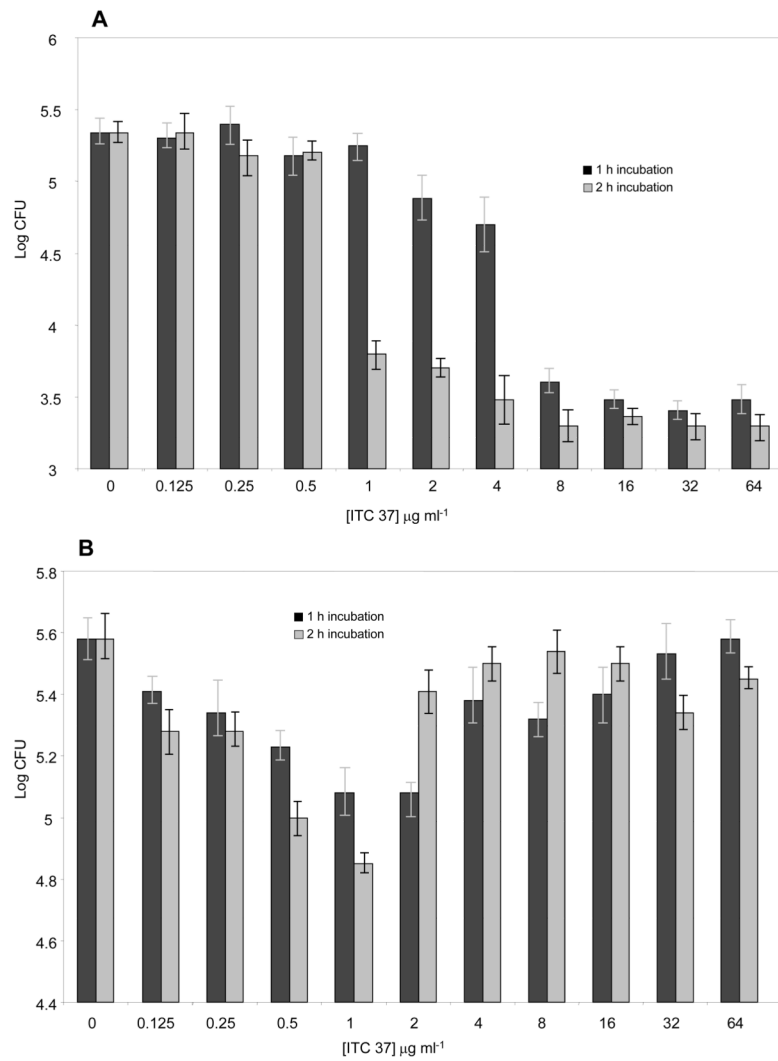 A
6
5.5
5
4.5
4
3.5
3
Log CFU
1 h incubation
2 h incubation
0 0.125 0.25 0.5 1 2 4 8 16 32 64
[ITC 37] µg ml-1
B
5.8
5.6
5.4
5.2
5
4.8
4.6
4.4
Log CFU
1 h incubation
2 h incubation
0 0.125 0.25 0.5 1 2 4 8 16 32 64
[ITC 37] µg ml-1